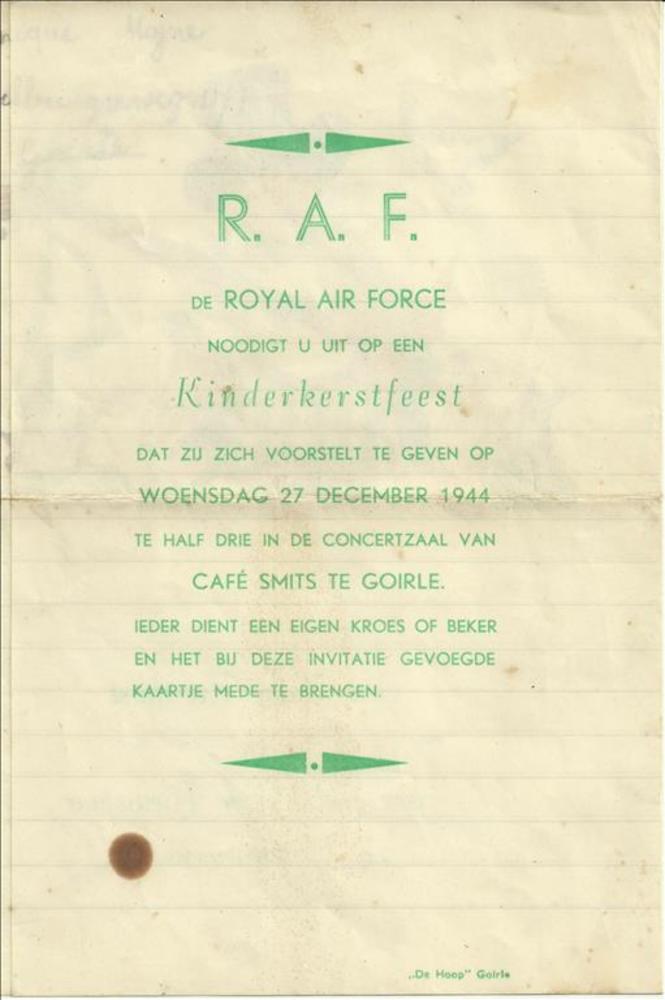 R. A. F.
DE ROYAL AIR FORCE
NOODIGT U UIT OP EEN
Kinderkerstfeest
DAT ZIJ ZICH VOORSTELT TE GEVEN OP
WOENSDAG 27 DECEMBER 1944
TE HALF DRIE IN DE CONCERTZAAL VAN
CAFÉ SMITS TE GOIRLE.
IEDER DIENT EEN EIGEN KROES OF BEKER
EN HET BIJ DEZE INVITATIE GEVOEGDE
KAARTJE MEDE TE BRENGEN.
„De Hoop" Goirle